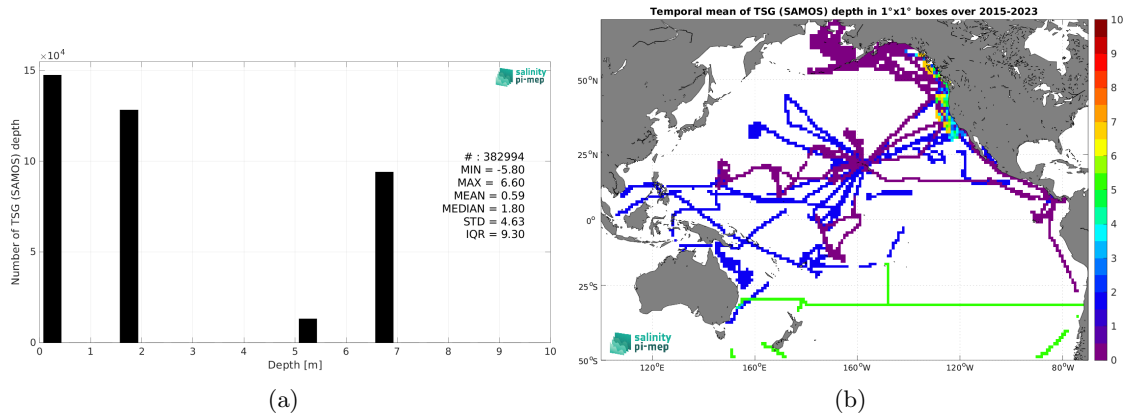 ×10⁴
15
10
5
0
Number of TSG (SAMOS) depth
salinity
pi-mep
# : 382994
MIN = -5.80
MAX = 6.60
MEAN = 0.59
MEDIAN = 1.80
STD = 4.63
IQR = 9.30
0 1 2 3 4 5 6 7 8 9 10
Depth [m]
(a)
Temporal mean of TSG (SAMOS) depth in 1°x1° boxes over 2015-2023
50°N
25°N
0°
25°S
50°S
120°E 160°E 160°W 120°W 80°W
salinity
pi-mep
10
9
8
7
6
5
4
3
2
1
0
(b)